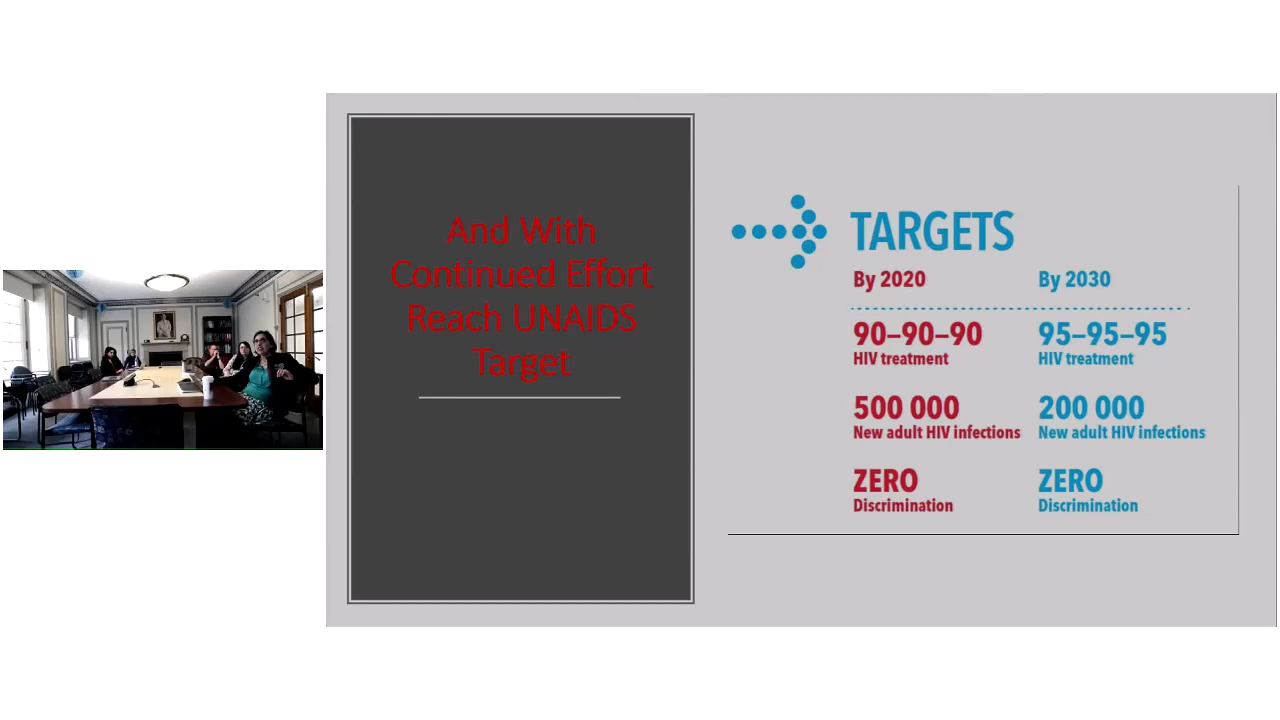 And With
Continued Effort
Reach UNAIDS
Target
TARGETS
By 2020
By 2030
90–90–90
HIV treatment
95–95–95
HIV treatment
500 000
New adult HIV infections
200 000
New adult HIV infections
ZERO
Discrimination
ZERO
Discrimination